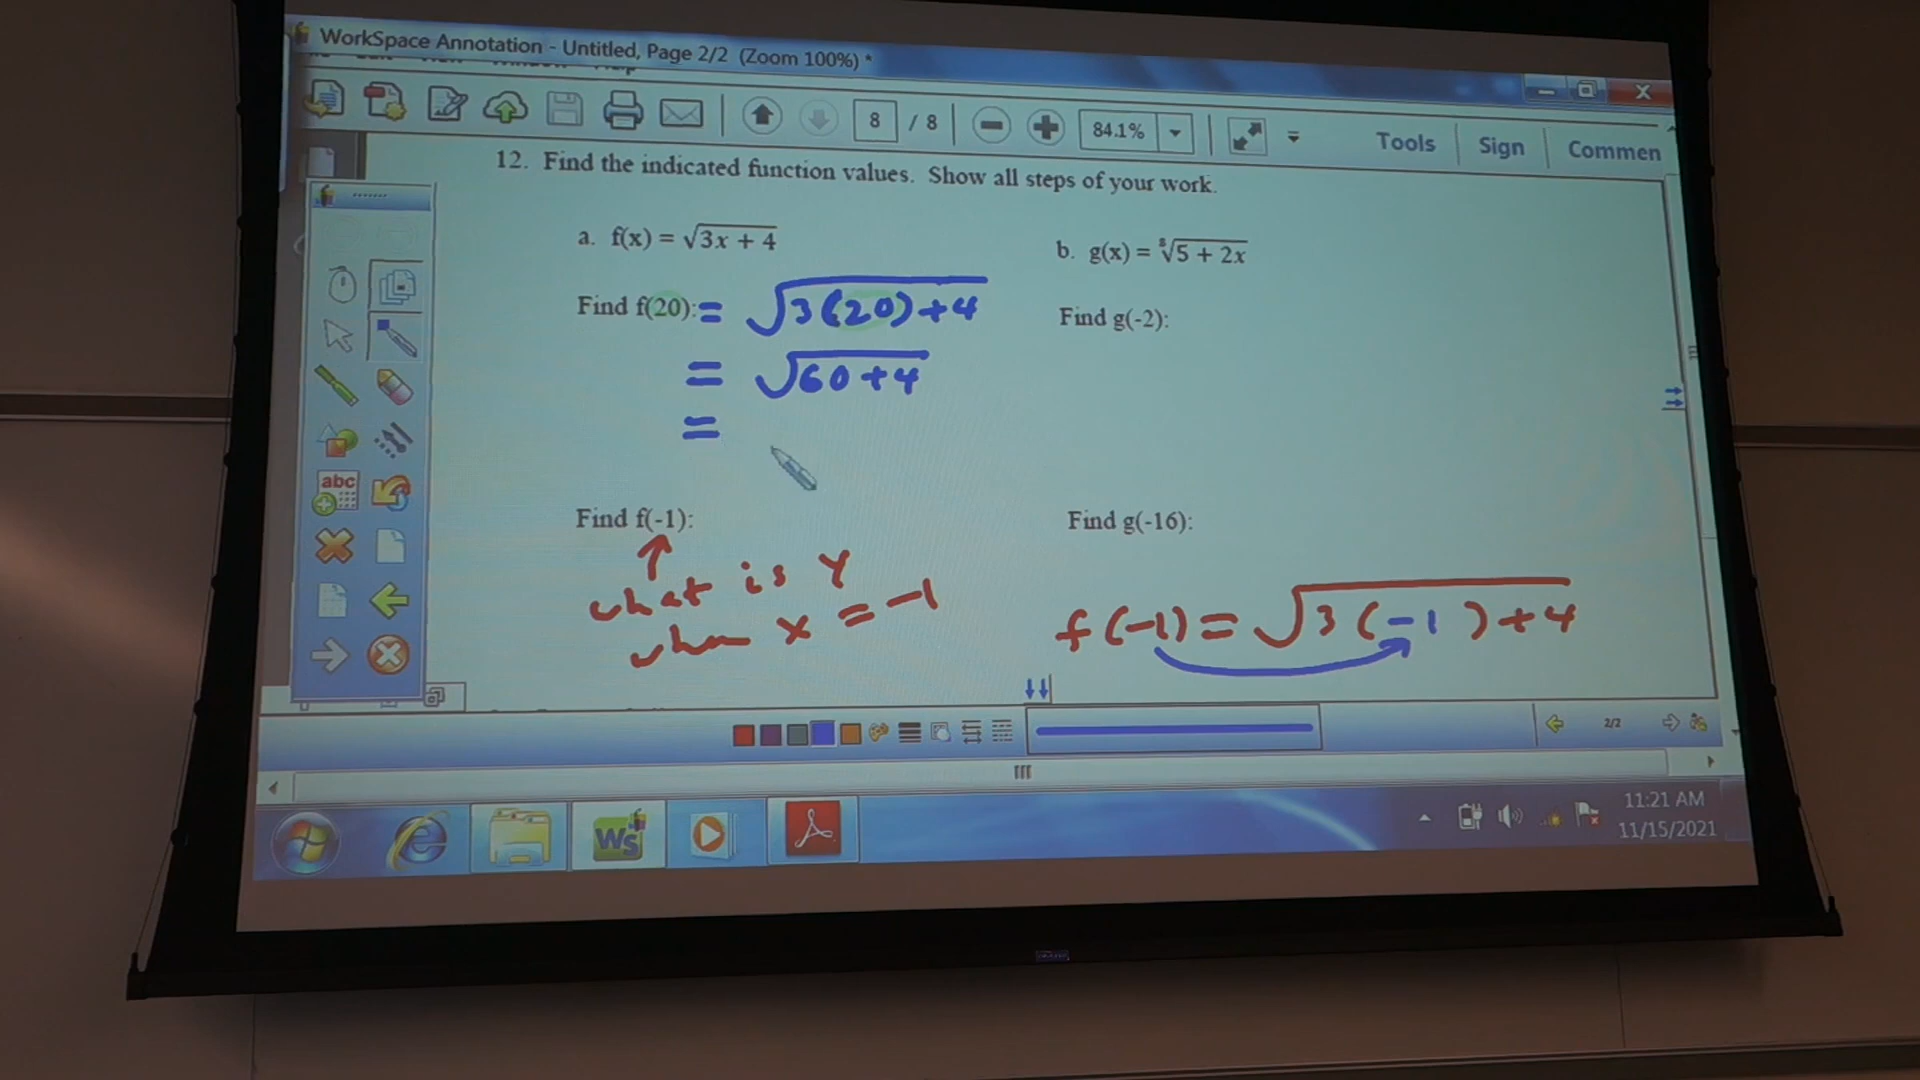 WorkSpace Annotation - Untitled, Page 2/2 (Zoom 100%) *
8 / 8
84.1%
Tools
Sign
Commen
12. Find the indicated function values. Show all steps of your work.
a. f(x) = √3x + 4
Find f(20): = √3(20)+4
= √60+4
=
b. g(x) = ∛5 + 2x
Find g(-2):
Find f(-1):
what is Y
when x = -1
Find g(-16):
f(-1) = √3(-1)+4
2/2
abc
WS
11:21 AM
11/15/2021